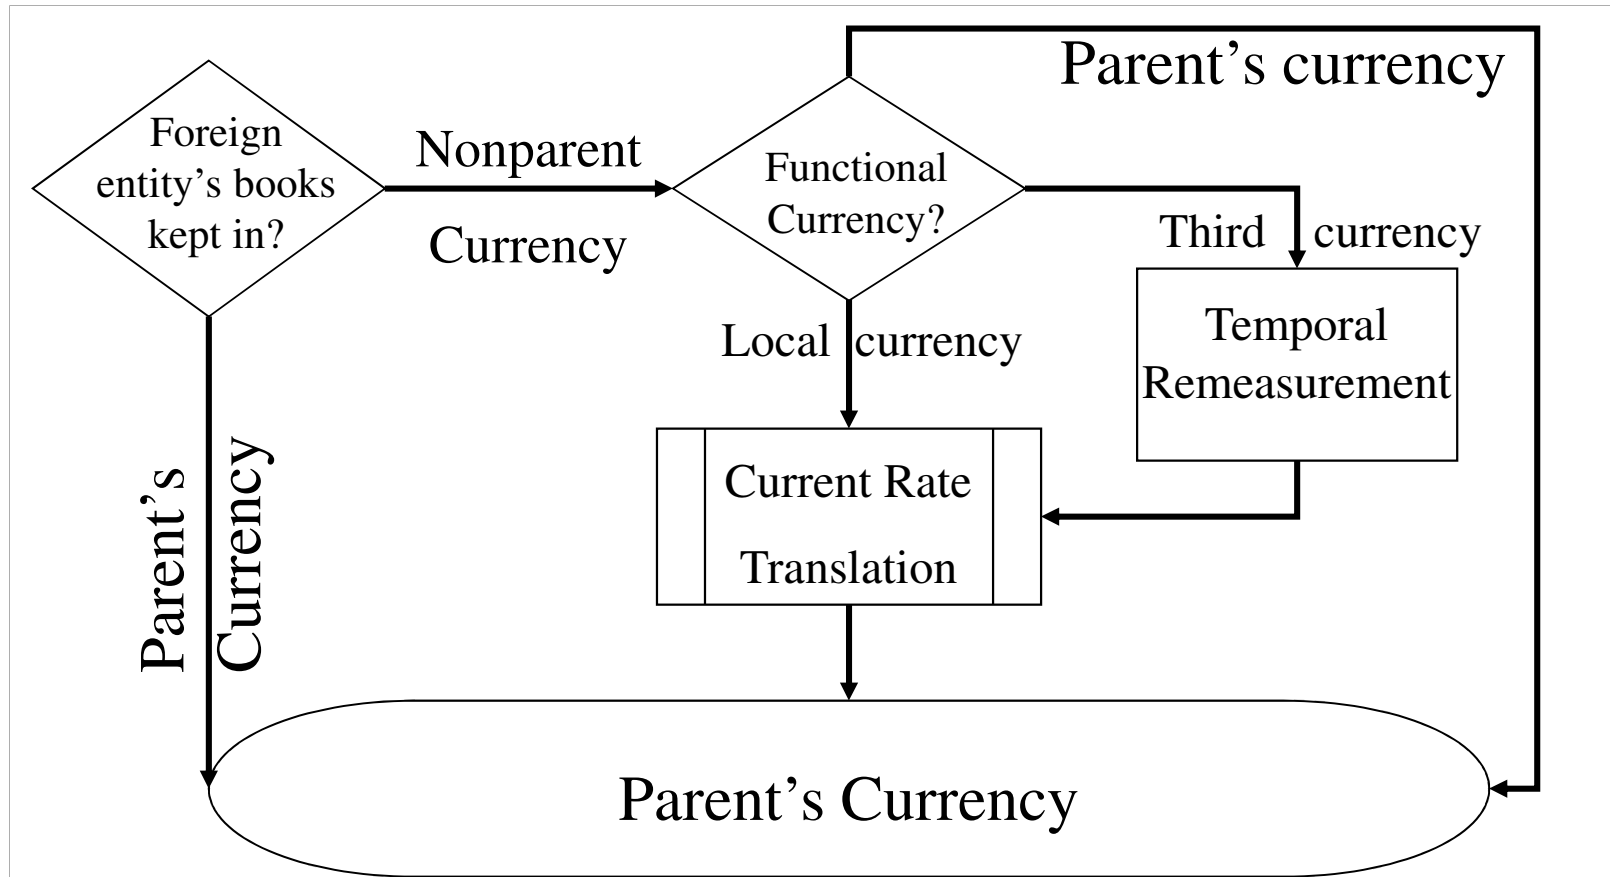 Foreign
entity’s books
kept in?
Nonparent
Currency
Functional
Currency?
Parent’s currency
Third currency
Local currency
Temporal
Remeasurement
Current Rate
Translation
Parent’s
Currency
Parent’s Currency